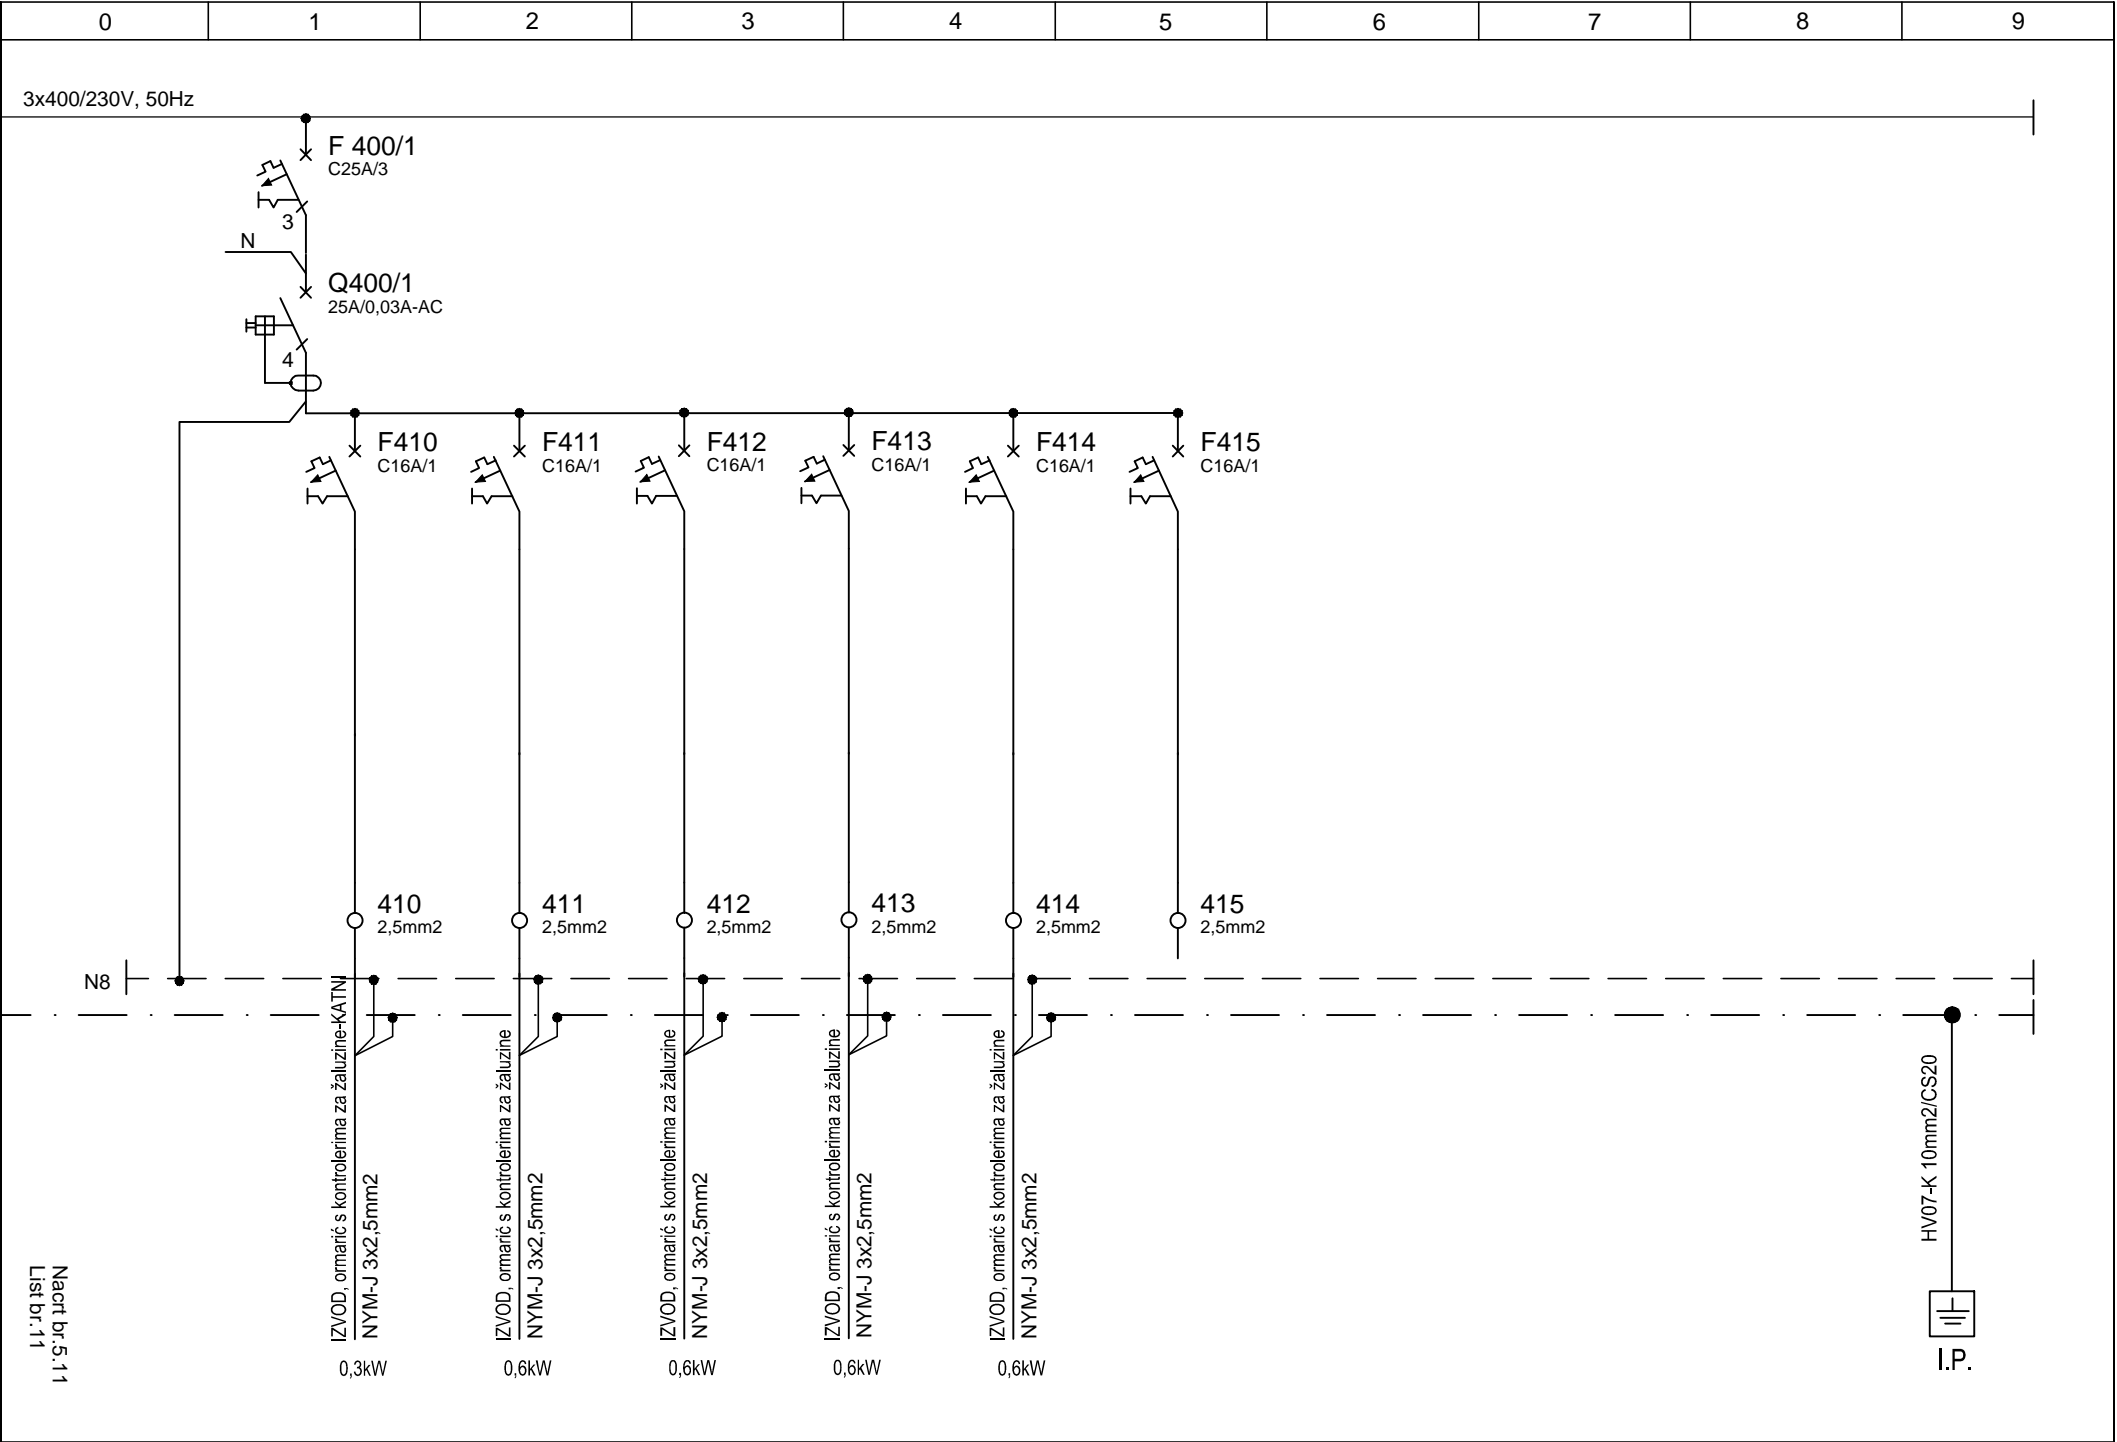 0 1 2 3 4 5 6 7 8 9
3x400/230V, 50Hz
F 400/1
C25A/3
3
N
Q400/1
25A/0,03A-AC
4
F410
C16A/1
F411
C16A/1
F412
C16A/1
F413
C16A/1
F414
C16A/1
F415
C16A/1
410
2,5mm2
411
2,5mm2
412
2,5mm2
413
2,5mm2
414
2,5mm2
415
2,5mm2
N8
IZVOD, ormarić s kontrolerima za žaluzine-KATNI
NYM-J 3x2,5mm2
0,3kW
IZVOD, ormarić s kontrolerima za žaluzine
NYM-J 3x2,5mm2
0,6kW
IZVOD, ormarić s kontrolerima za žaluzine
NYM-J 3x2,5mm2
0,6kW
IZVOD, ormarić s kontrolerima za žaluzine
NYM-J 3x2,5mm2
0,6kW
IZVOD, ormarić s kontrolerima za žaluzine
NYM-J 3x2,5mm2
0,6kW
HV07-K 10mm2/CS20
I.P.
Nacrt br.5.11
List br.11